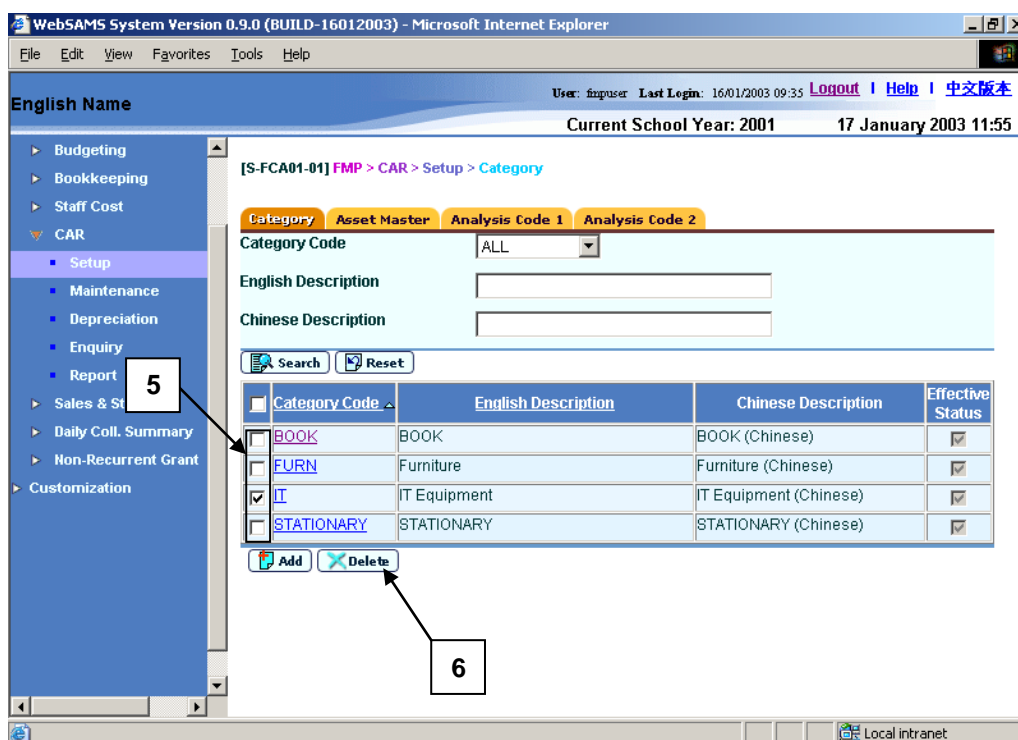 WebSAMS System Version 0.9.0 (BUILD-16012003) - Microsoft Internet Explorer
File Edit View Favorites Tools Help
User: fmpuser Last Login: 16/01/2003 09:35 Logout | Help | 中文版本
English Name
Current School Year: 2001 17 January 2003 11:55
Budgeting
Bookkeeping
Staff Cost
CAR
Setup
Maintenance
Depreciation
Enquiry
Report
Sales & St
Daily Coll. Summary
Non-Recurrent Grant
Customization
[S-FCA01-01] FMP > CAR > Setup > Category
Category Asset Master Analysis Code 1 Analysis Code 2
Category Code ALL
English Description
Chinese Description
Search Reset
5
Category Code English Description Chinese Description Effective Status
BOOK BOOK BOOK (Chinese)
FURN Furniture Furniture (Chinese)
IT IT Equipment IT Equipment (Chinese)
STATIONARY STATIONARY STATIONARY (Chinese)
Add Delete
6
Local intranet